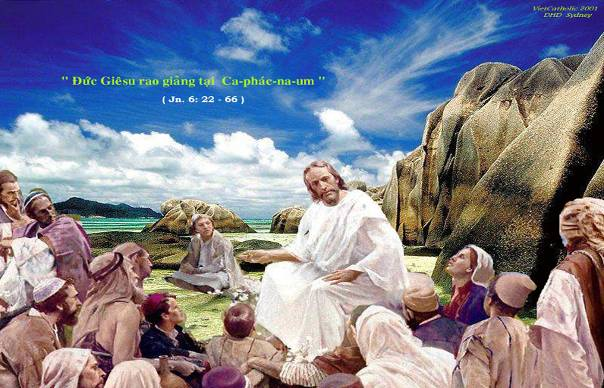 VietCatholic 2001
DHD Sydney
" Đức Giêsu rao giảng tại Ca-phác-na-um "
( Jn. 6: 22 - 66 )